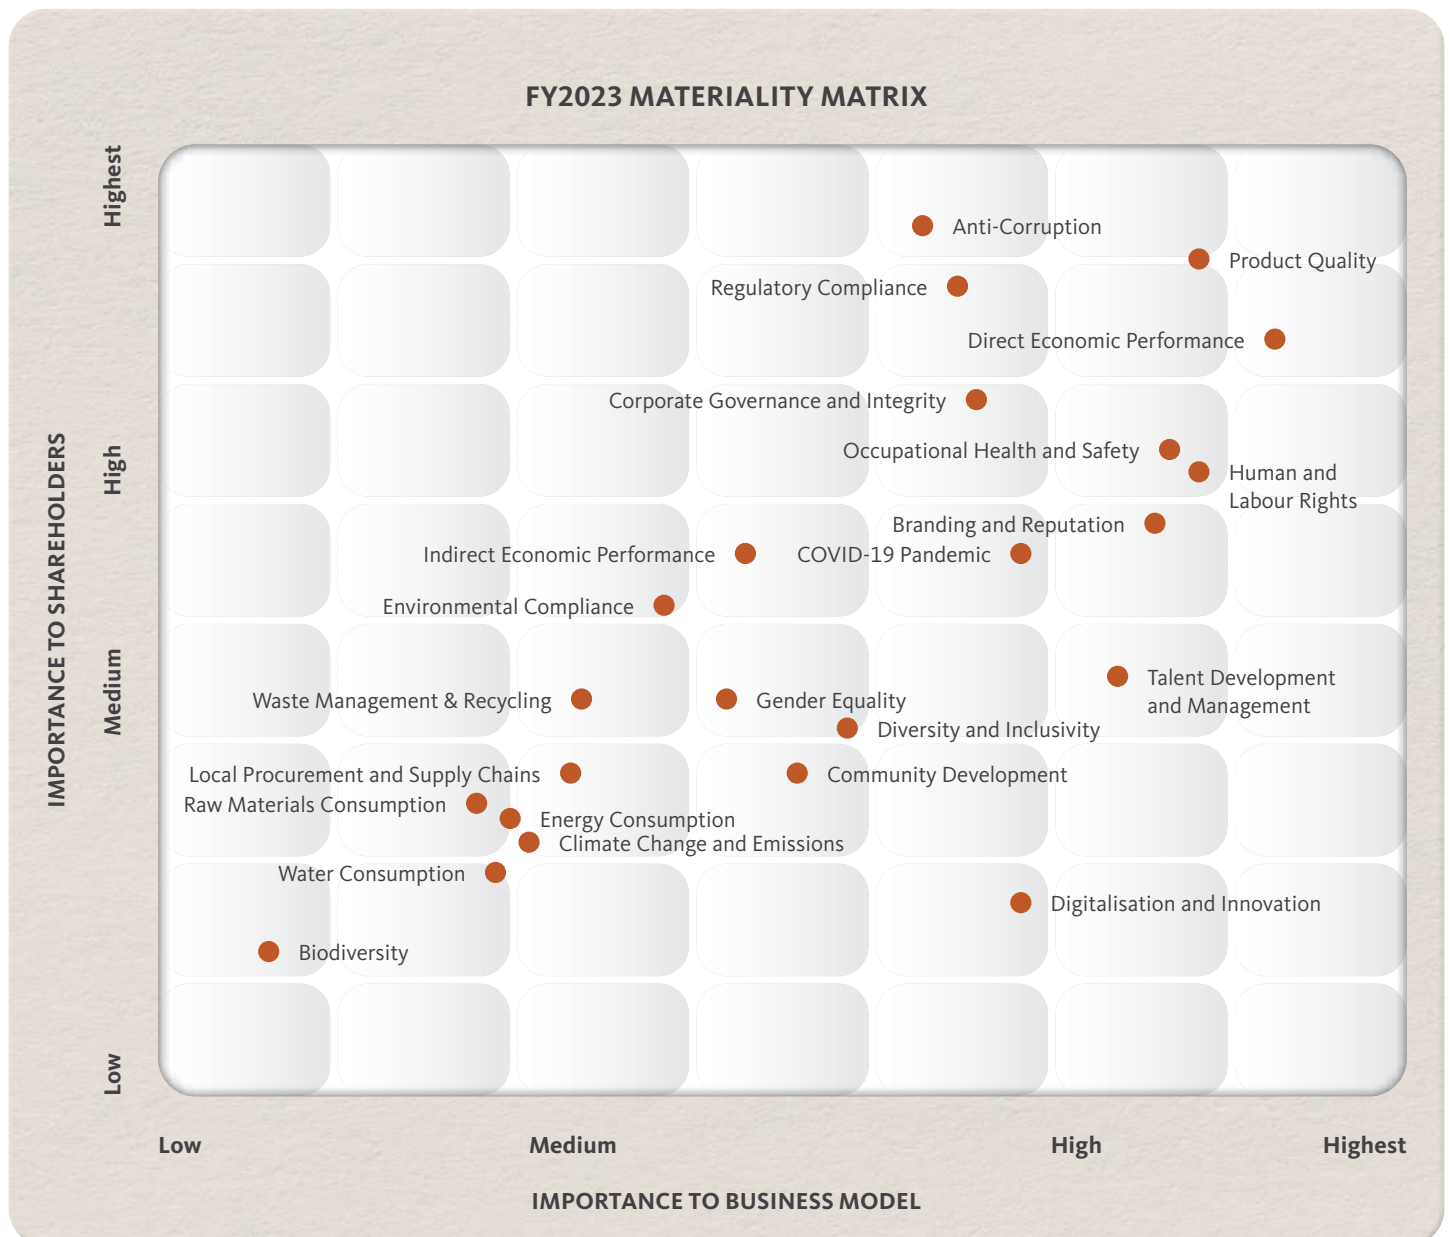 FY2023 MATERIALITY MATRIX
IMPORTANCE TO SHAREHOLDERS
Highest
High
Medium
Low
Anti-Corruption
Product Quality
Regulatory Compliance
Direct Economic Performance
Corporate Governance and Integrity
Occupational Health and Safety
Human and
Labour Rights
Branding and Reputation
Indirect Economic Performance
COVID-19 Pandemic
Environmental Compliance
Talent Development
and Management
Waste Management & Recycling
Gender Equality
Diversity and Inclusivity
Local Procurement and Supply Chains
Community Development
Raw Materials Consumption
Energy Consumption
Climate Change and Emissions
Water Consumption
Digitalisation and Innovation
Biodiversity
Low
Medium
High
Highest
IMPORTANCE TO BUSINESS MODEL